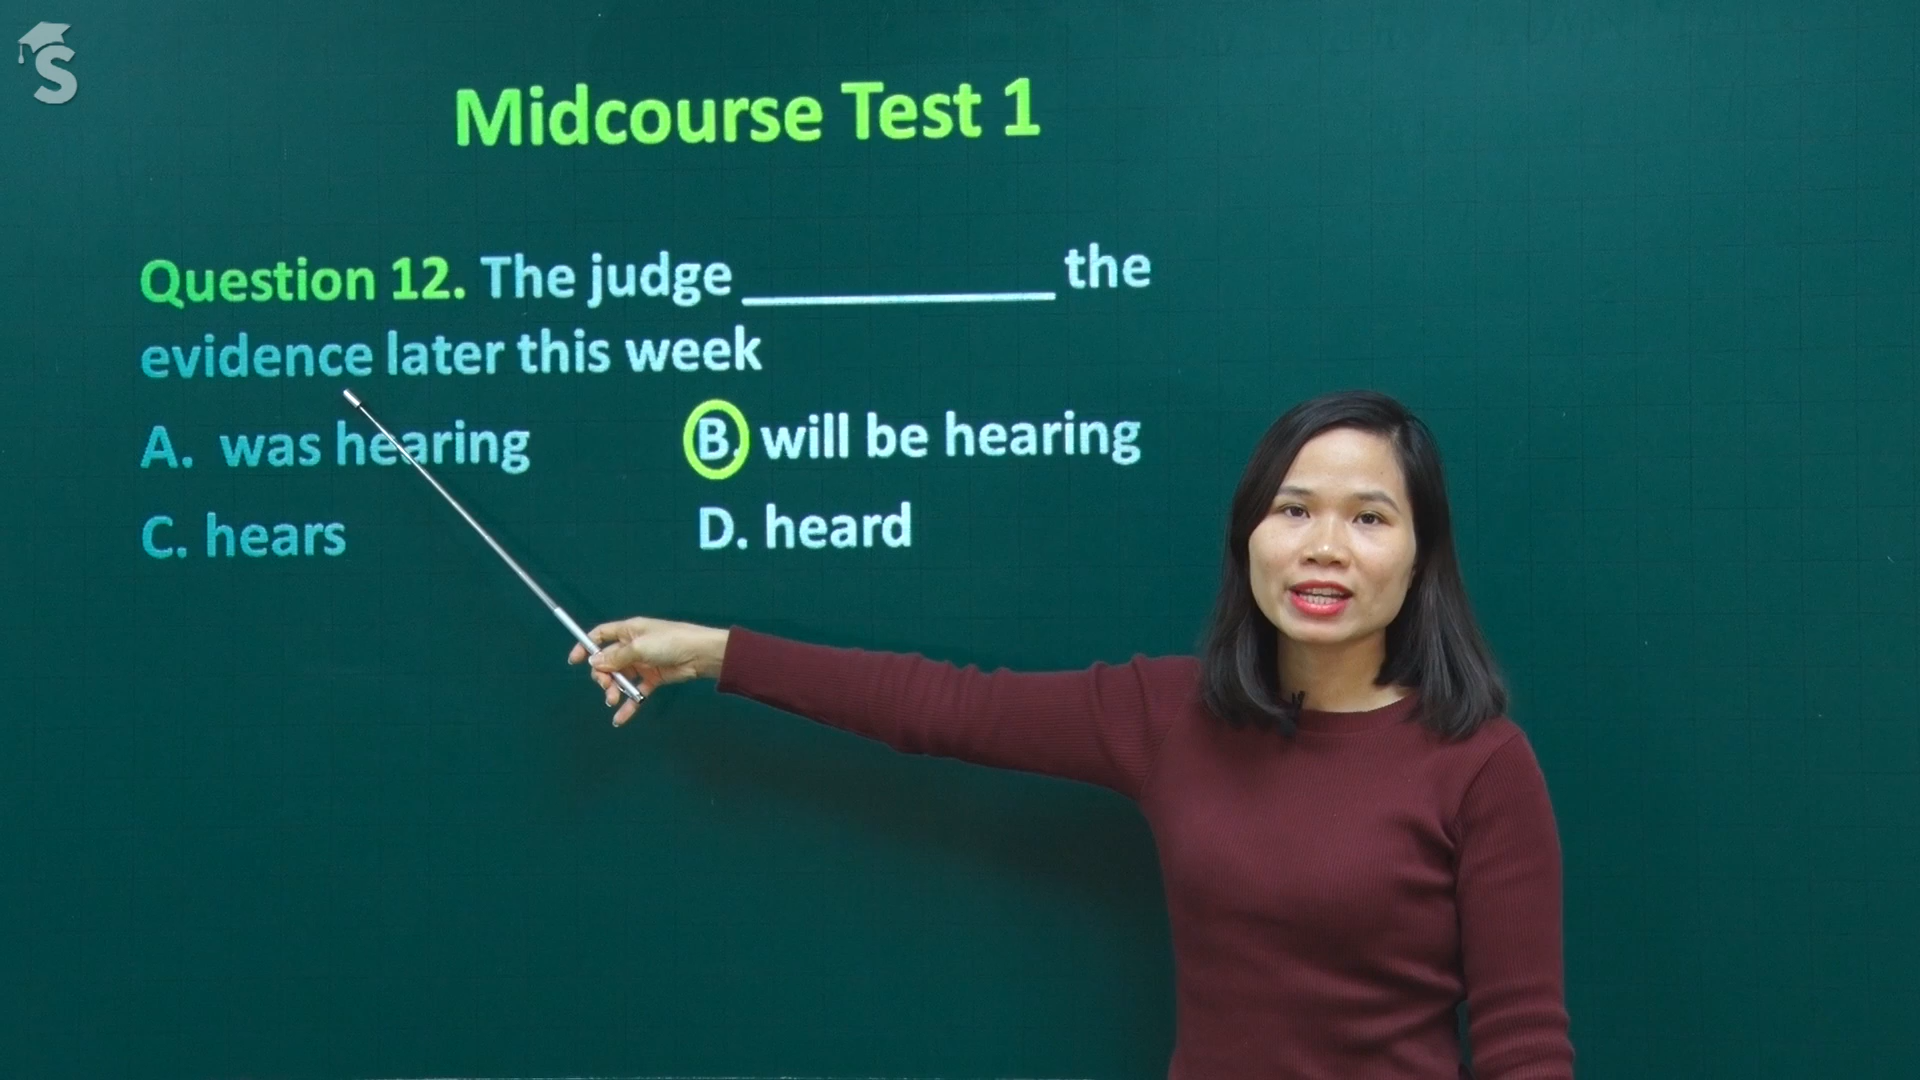 S
Midcourse Test 1
Question 12. The judge ____________ the
evidence later this week
A. was hearing B. will be hearing
C. hears D. heard